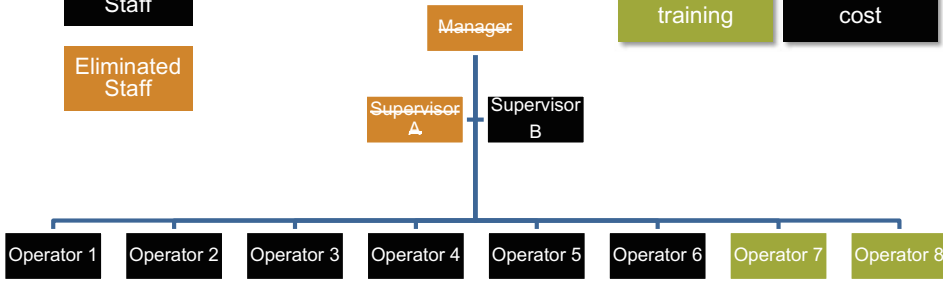 Staff
training
cost
Manager
Eliminated
Staff
Supervisor
A
Supervisor
B
Operator 1
Operator 2
Operator 3
Operator 4
Operator 5
Operator 6
Operator 7
Operator 8